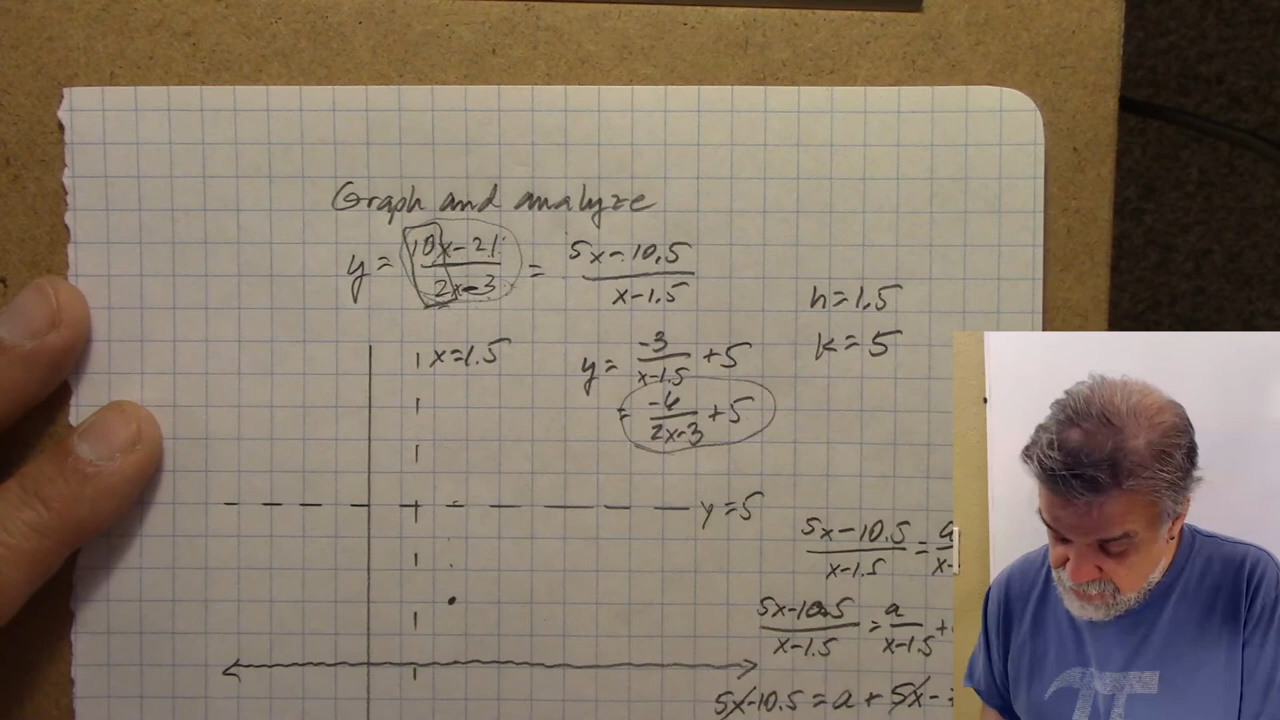 Graph and analyze
y = (10x-21)/(2x-3) = (5x-10.5)/(x-1.5)
h=1.5
k=5
x=1.5
y = -3/(x-1.5) +5
= -6/(2x-3) +5
y=5
(5x-10.5)/(x-1.5) = a/x-
(5x-10.5)/(x-1.5) = a/(x-1.5) +
5x-10.5 = a + 5x -
π